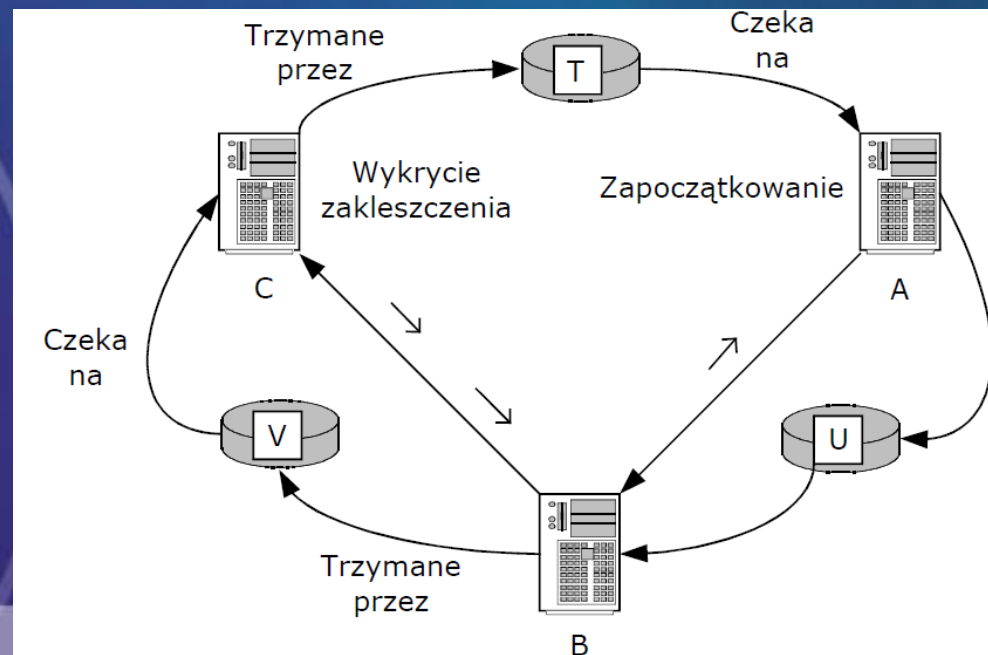 Trzymane
przez
T
Czeka
na
Wykrycie
zakleszczenia
Zapoczątkowanie
C
A
Czeka
na
V
U
Trzymane
przez
B